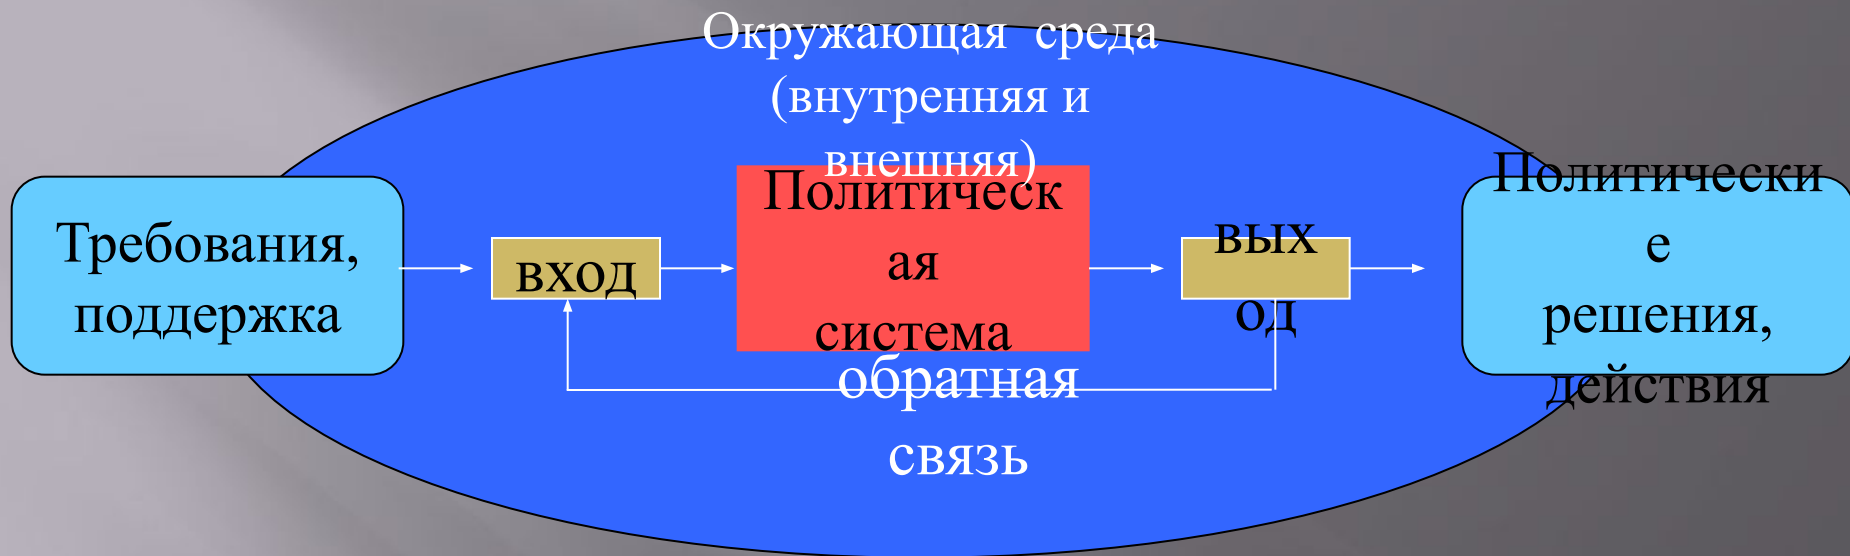 Окружающая среда
(внутренняя и
внешняя)
Требования,
поддержка
вход
Политическ
ая
система
вых
од
Политически
е
решения,
действия
обратная
связь